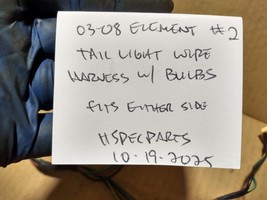 03-08 ELEMENT #2
TAIL LIGHT WIRE
HARNESS W/ BULBS
FITS EITHER SIDE
HSPECPARTS
10-19-2025